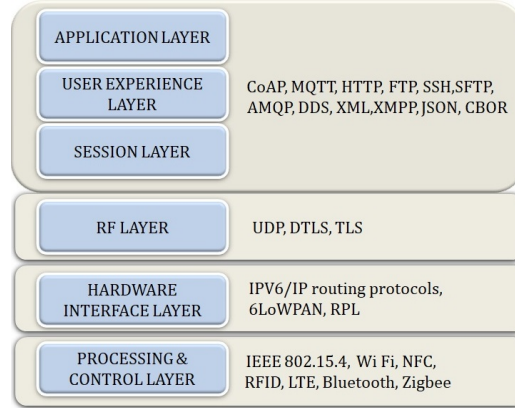 APPLICATION LAYER
USER EXPERIENCE
LAYER
SESSION LAYER
CoAP, MQTT, HTTP, FTP, SSH,SFTP,
AMQP, DDS, XML,XMPP,JSON, CBOR
RF LAYER
UDP, DTLS, TLS
HARDWARE
INTERFACE LAYER
IPV6/IP routing protocols,
6LoWPAN, RPL
PROCESSING &
CONTROL LAYER
IEEE 802.15.4, Wi Fi, NFC,
RFID, LTE, Bluetooth, Zigbee